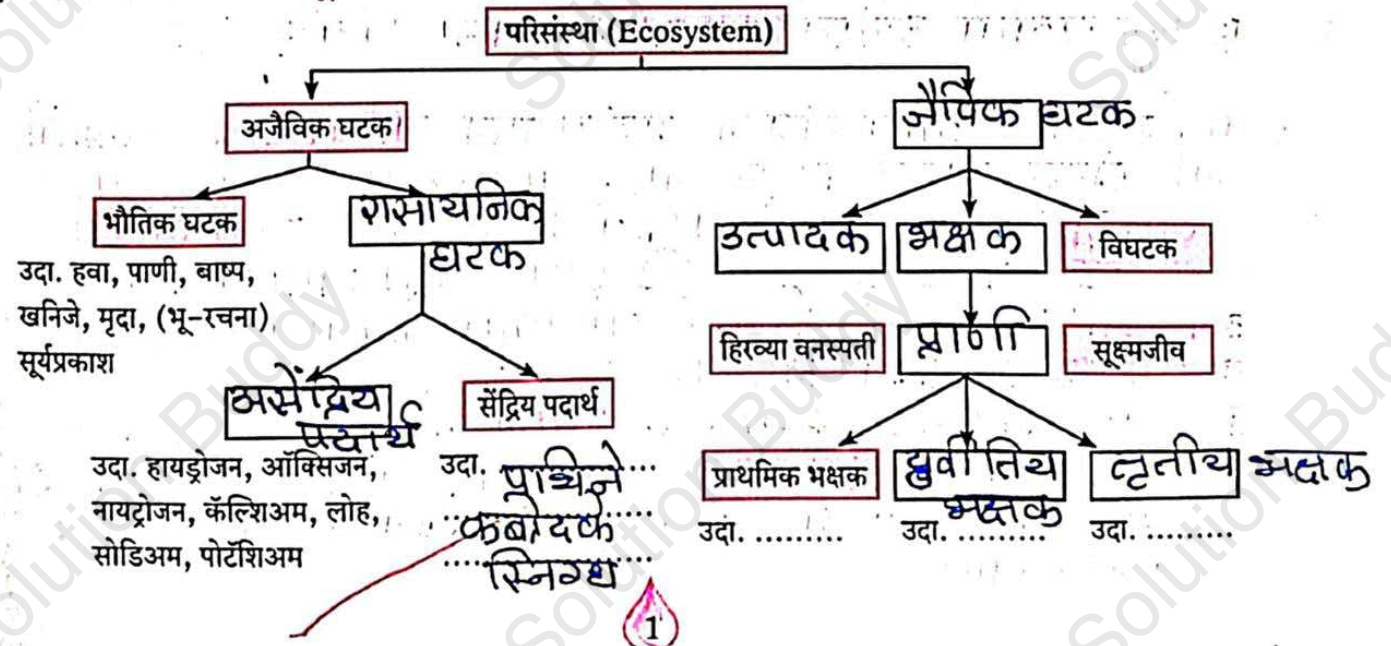 परिसंस्था (Ecosystem)
अजैविक घटक
जैविक घटक
भौतिक घटक
रासायनिक
घटक
उत्पादक
भक्षक
विघटक
उदा. हवा, पाणी, बाष्प,
खनिजे, मृदा, (भू-रचना)
सूर्यप्रकाश
हिरव्या वनस्पती
प्राणी
सूक्ष्मजीव
असेंद्रिय
पदार्थ
सेंद्रिय पदार्थ
उदा. हायड्रोजन, ऑक्सिजन,
नायट्रोजन, कॅल्शिअम, लोह,
सोडिअम, पोटॅशिअम
उदा. प्रथिने
कर्बोदके
स्निग्ध
प्राथमिक भक्षक
द्वितिय
भक्षक
तृतीय भक्षक
उदा. .........
उदा. .........
उदा. .........
1
Solution Buddy